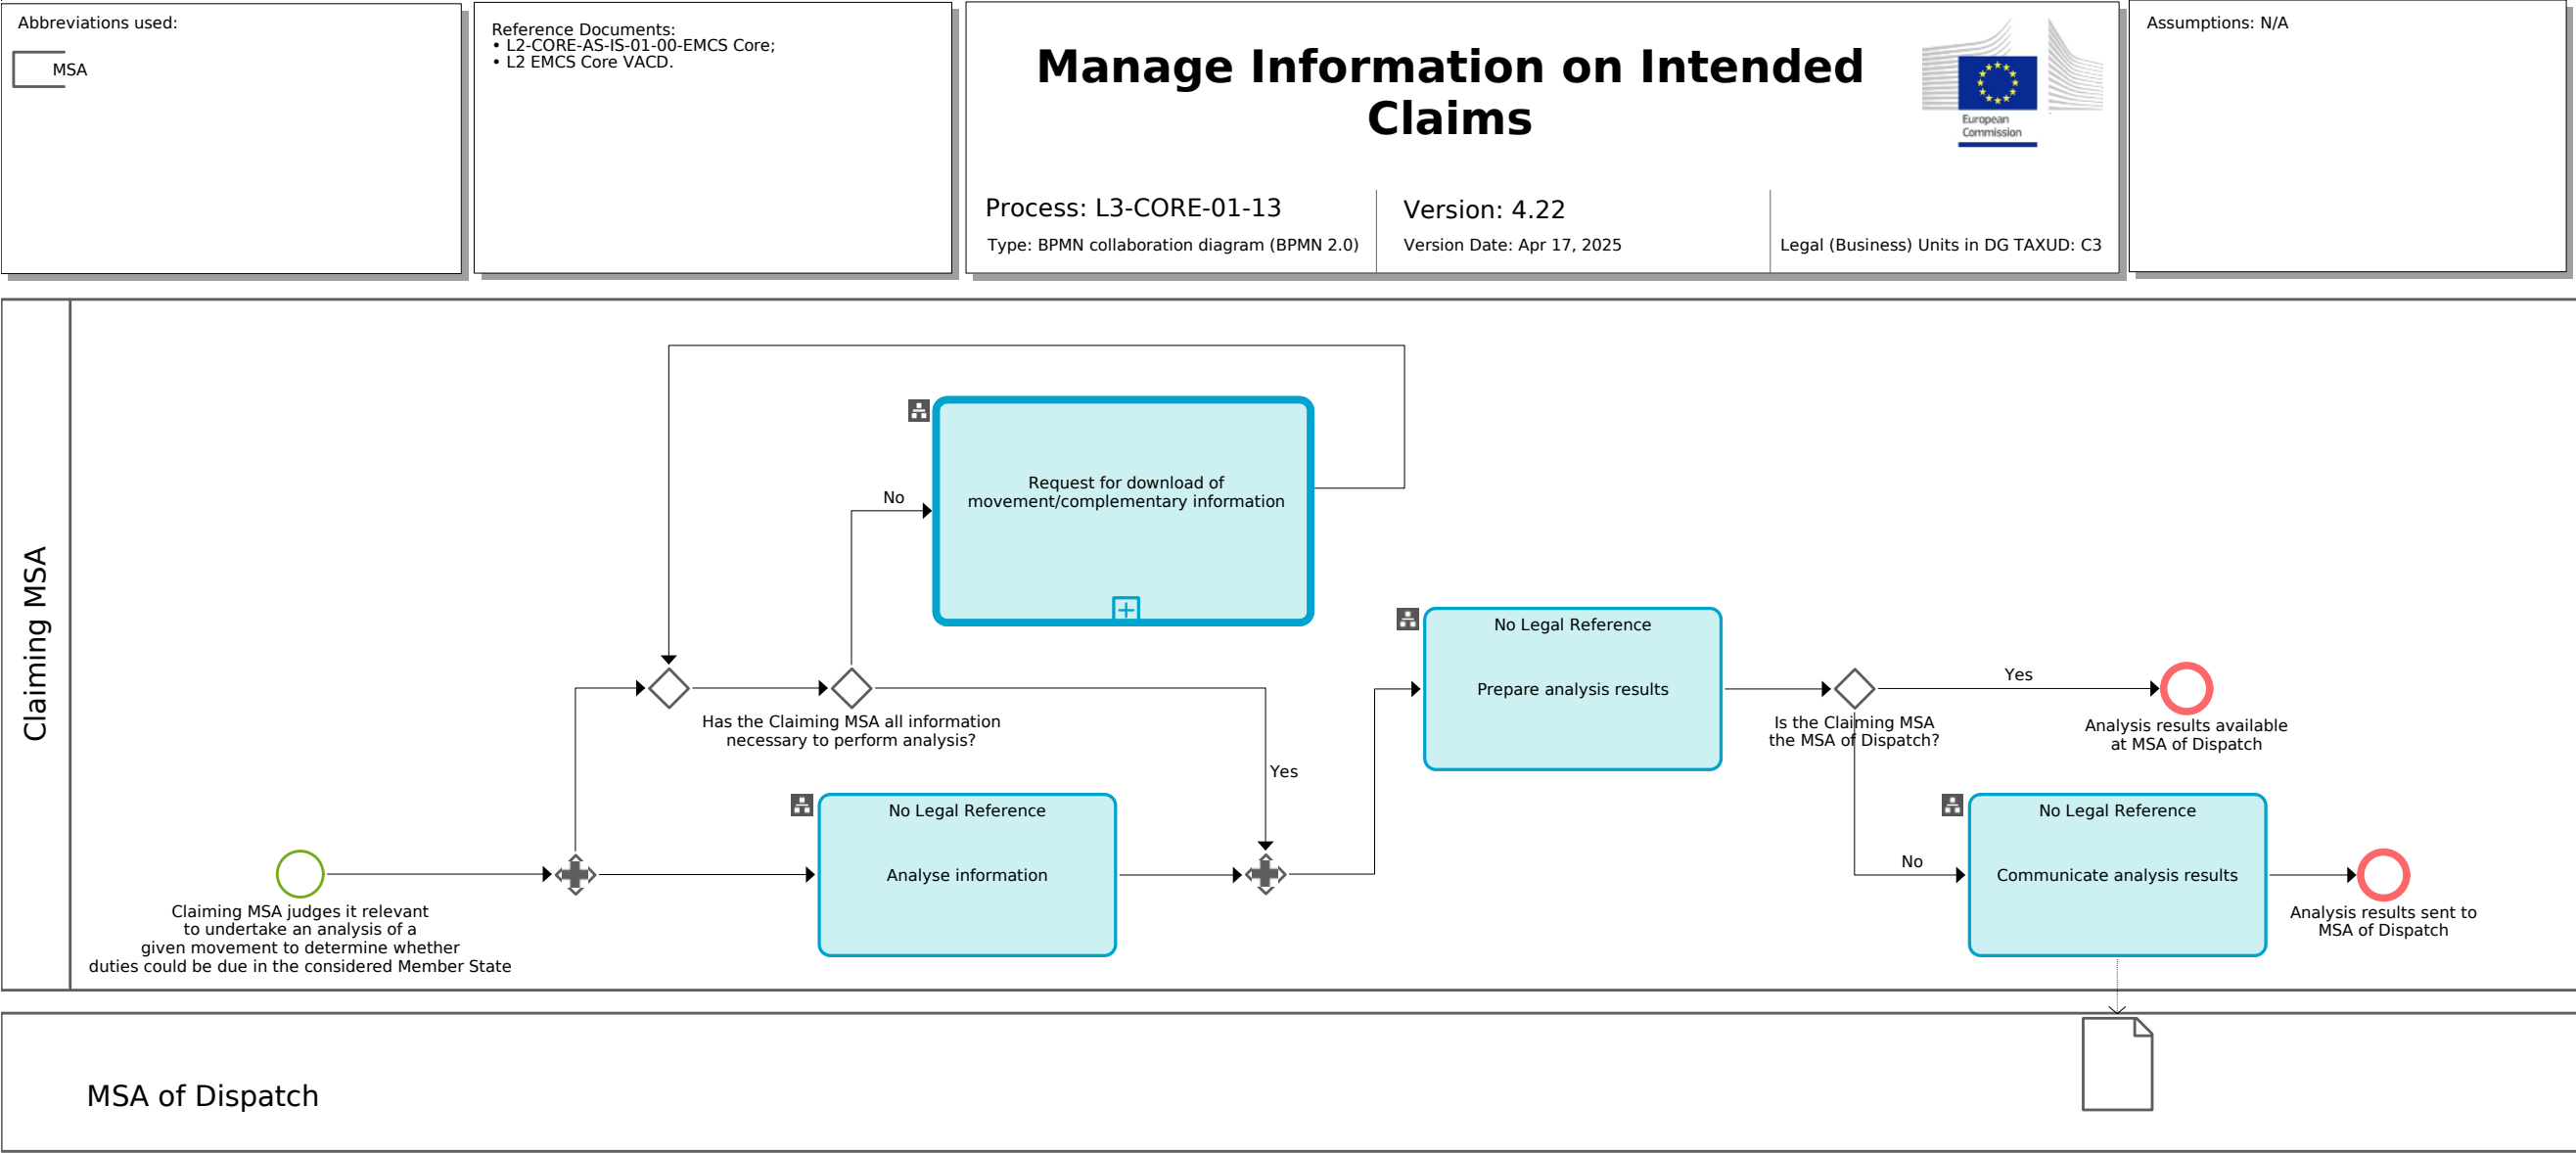 Abbreviations used:
MSA
Reference Documents:
• L2-CORE-AS-IS-01-00-EMCS Core;
• L2 EMCS Core VACD.
Manage Information on Intended
Claims
European
Commission
Process: L3-CORE-01-13
Version: 4.22
Type: BPMN collaboration diagram (BPMN 2.0)
Version Date: Apr 17, 2025
Legal (Business) Units in DG TAXUD: C3
Assumptions: N/A
Claiming MSA
Request for download of
movement/complementary information
No
Has the Claiming MSA all information
necessary to perform analysis?
Yes
No Legal Reference
Prepare analysis results
Is the Claiming MSA
the MSA of Dispatch?
Yes
Analysis results available
at MSA of Dispatch
Claiming MSA judges it relevant
to undertake an analysis of a
given movement to determine whether
duties could be due in the considered Member State
No Legal Reference
Analyse information
No
No Legal Reference
Communicate analysis results
Analysis results sent to
MSA of Dispatch
MSA of Dispatch